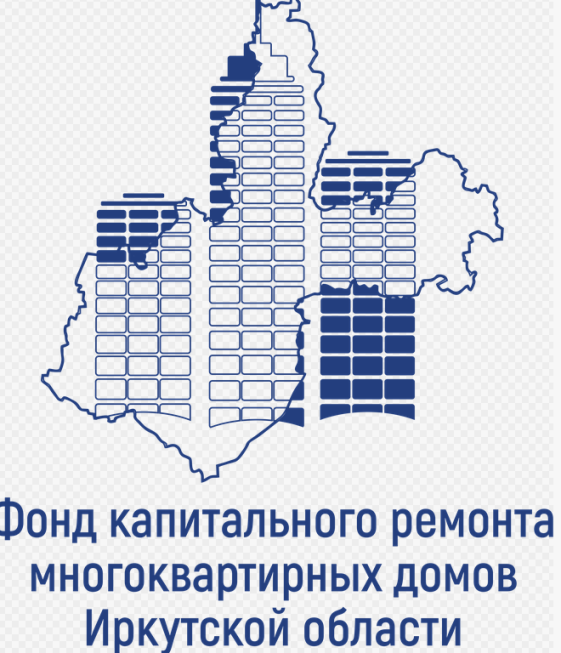 Фонд капитального ремонта
многоквартирных домов
Иркутской области